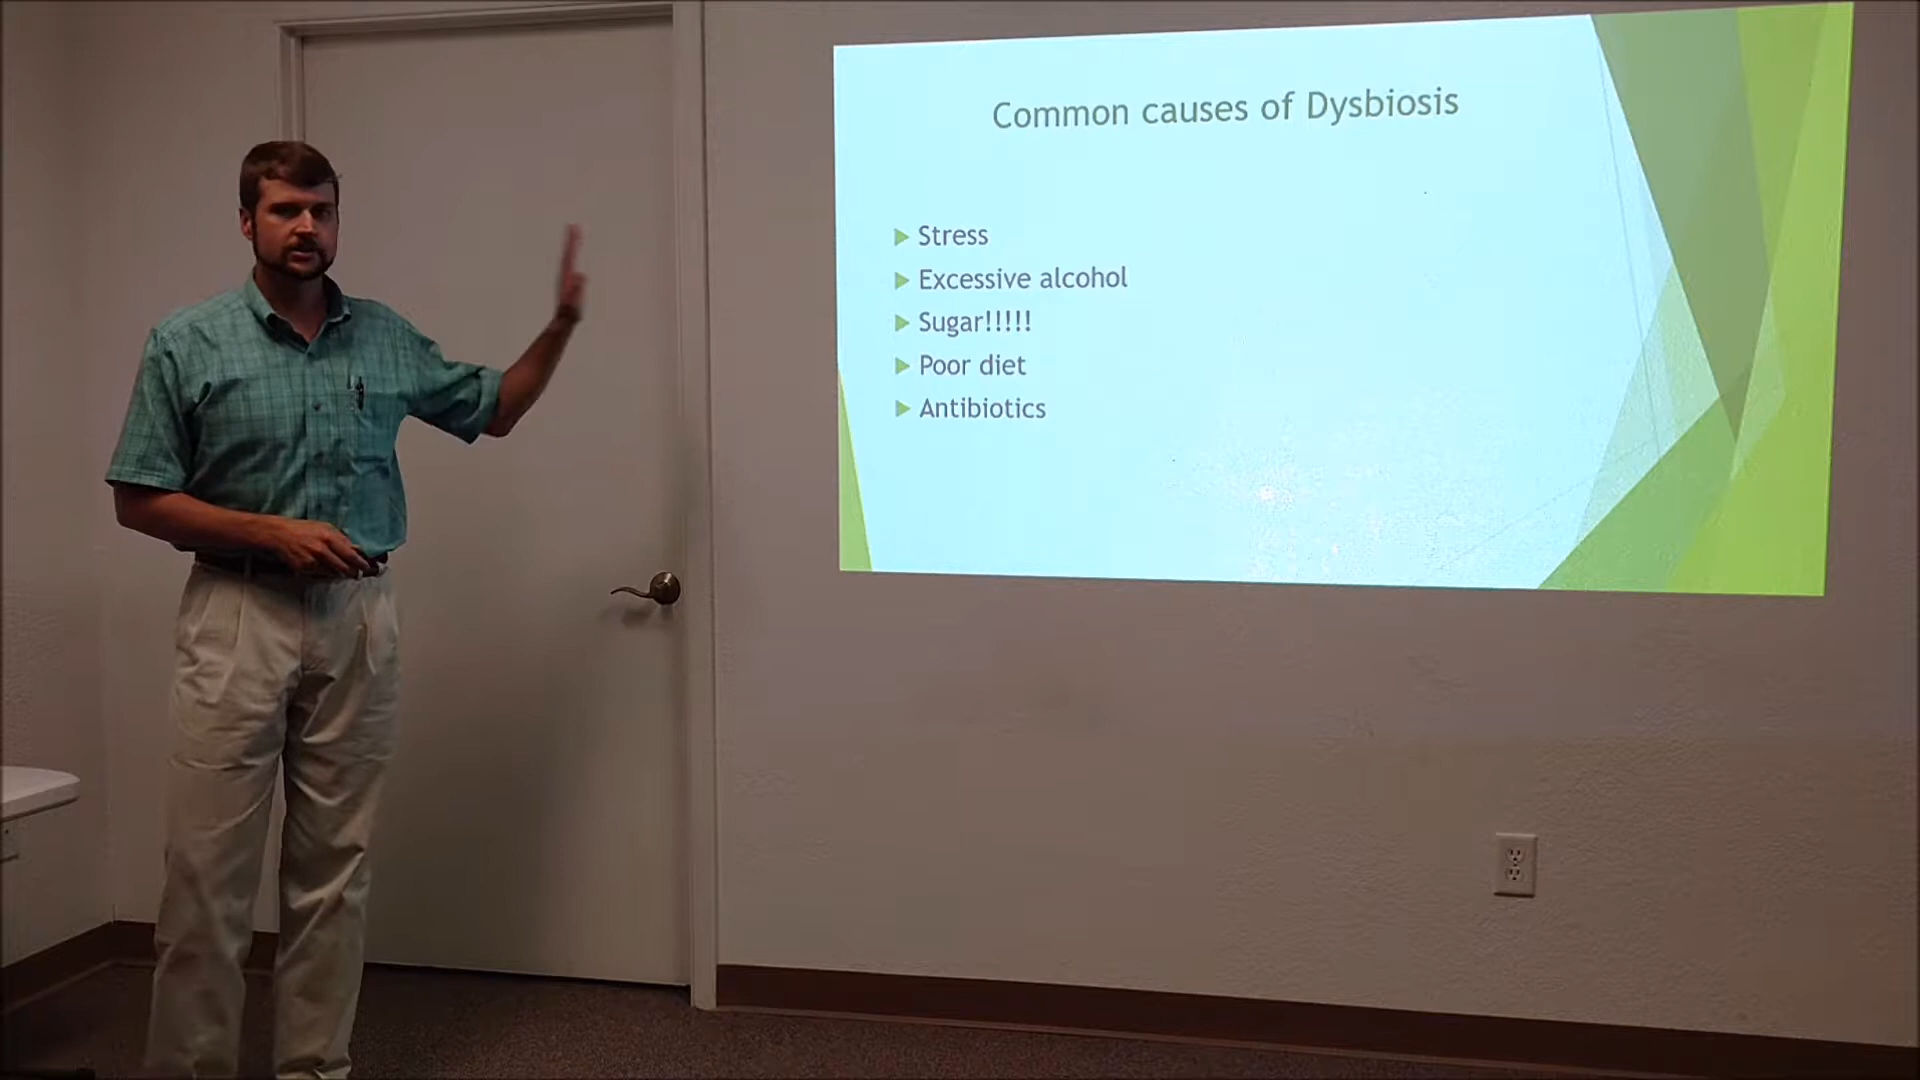 Common causes of Dysbiosis
Stress
Excessive alcohol
Sugar!!!!!
Poor diet
Antibiotics